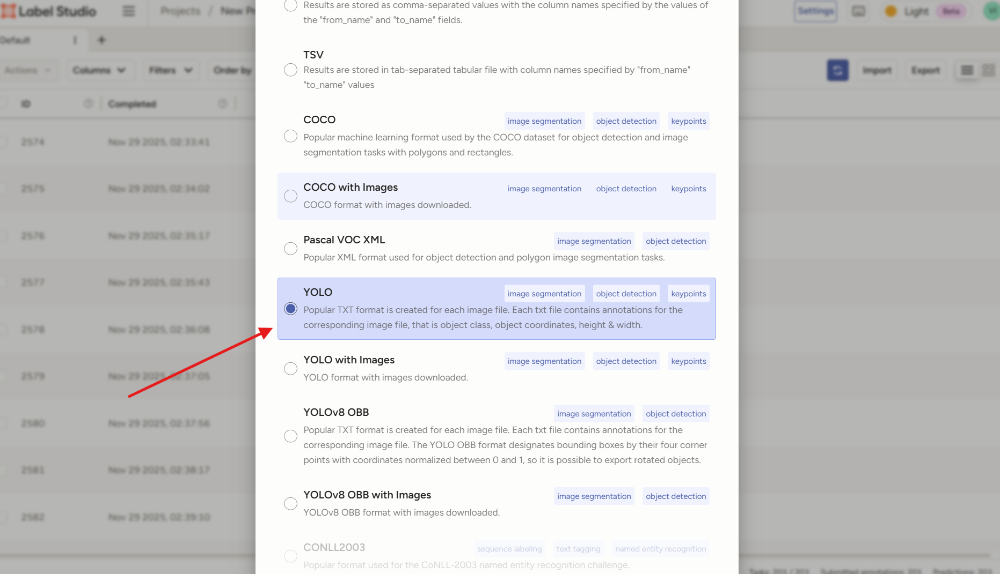 Label Studio
Projects / New Pr
Settings
Light Beta
Default
Actions
Columns
Filters
Order by
Import
Export
ID
Completed
2574 Nov 29 2025, 02:33:41
2575 Nov 29 2025, 02:34:02
2576 Nov 29 2025, 02:35:17
2577 Nov 29 2025, 02:35:43
2578 Nov 29 2025, 02:36:08
2579 Nov 29 2025, 02:37:05
2580 Nov 29 2025, 02:37:56
2581 Nov 29 2025, 02:38:17
2582 Nov 29 2025, 02:39:10
Results are stored as comma-separated values with the column names specified by the values of
the "from_name" and "to_name" fields.
TSV
Results are stored in tab-separated tabular file with column names specified by "from_name"
"to_name" values
COCO image segmentation object detection keypoints
Popular machine learning format used by the COCO dataset for object detection and image
segmentation tasks with polygons and rectangles.
COCO with Images image segmentation object detection keypoints
COCO format with images downloaded.
Pascal VOC XML image segmentation object detection
Popular XML format used for object detection and polygon image segmentation tasks.
YOLO image segmentation object detection keypoints
Popular TXT format is created for each image file. Each txt file contains annotations for the
corresponding image file, that is object class, object coordinates, height & width.
YOLO with Images image segmentation object detection keypoints
YOLO format with images downloaded.
YOLOv8 OBB image segmentation object detection
Popular TXT format is created for each image file. Each txt file contains annotations for the
corresponding image file. The YOLO OBB format designates bounding boxes by their four corner
points with coordinates normalized between 0 and 1, so it is possible to export rotated objects.
YOLOv8 OBB with Images image segmentation object detection
YOLOv8 OBB format with images downloaded.
CONLL2003 sequence labeling text tagging named entity recognition
Popular format used for the CoNLL-2003 named entity recognition challenge.
Tasks: 201 / 201 Submitted annotations: 201 Predictions: 201